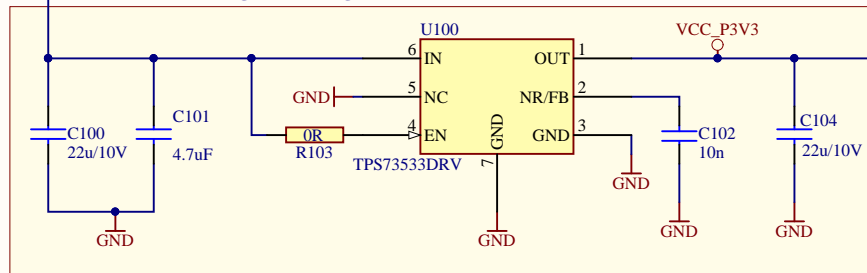 U100
VCC_P3V3
6 IN OUT 1
GND 5 NC NR/FB 2
C100
22u/10V
C101
4.7uF
0R
R103
4 EN GND 3
GND
7
TPS73533DRV
C102
10n
C104
22u/10V
GND
GND
GND
GND
GND